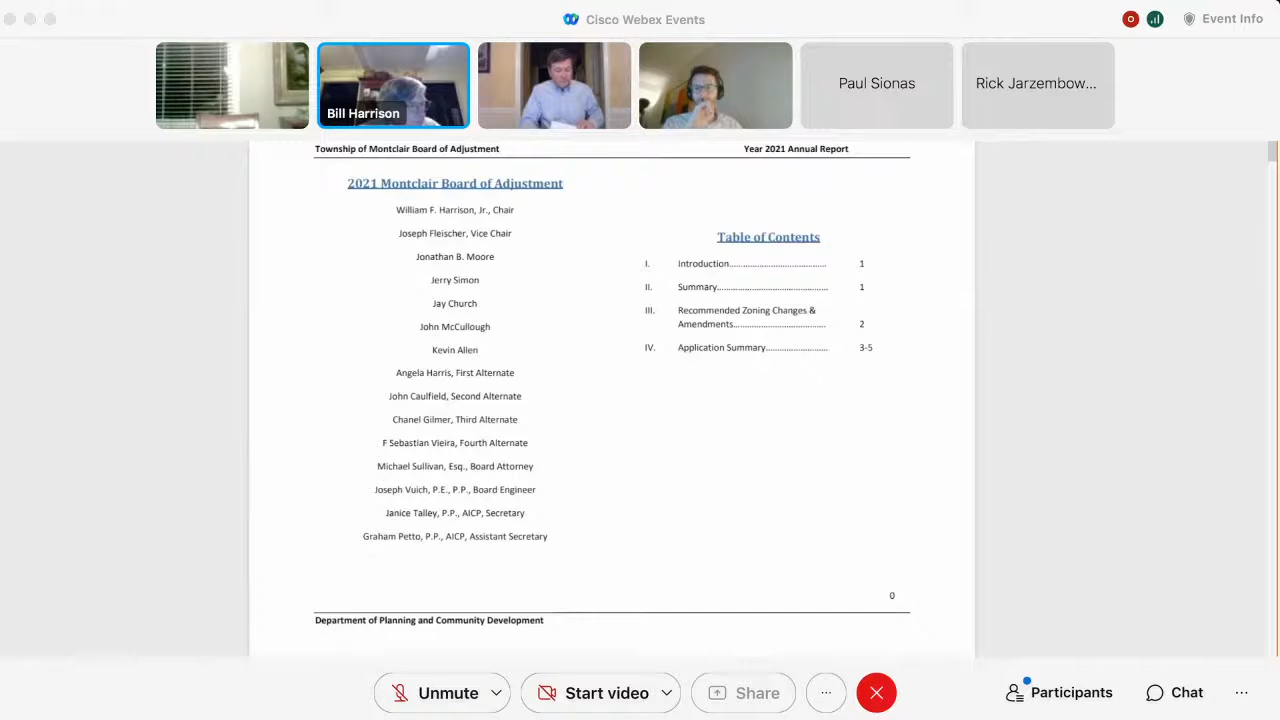 Cisco Webex Events
Event Info
Bill Harrison
Paul Sionas
Rick Jarzembow...
Township of Montclair Board of Adjustment
Year 2021 Annual Report
2021 Montclair Board of Adjustment
William F. Harrison, Jr., Chair
Joseph Fleischer, Vice Chair
Jonathan B. Moore
Jerry Simon
Jay Church
John McCullough
Kevin Allen
Angela Harris, First Alternate
John Caulfield, Second Alternate
Chanel Gilmer, Third Alternate
F Sebastian Vieira, Fourth Alternate
Michael Sullivan, Esq., Board Attorney
Joseph Vuich, P.E., P.P., Board Engineer
Janice Talley, P.P., AICP, Secretary
Graham Petto, P.P., AICP, Assistant Secretary
Table of Contents
I. Introduction........................................ 1
II. Summary............................................. 1
III. Recommended Zoning Changes &
Amendments..................................... 2
IV. Application Summary......................... 3-5
0
Department of Planning and Community Development
Unmute
Start video
Share
Participants
Chat